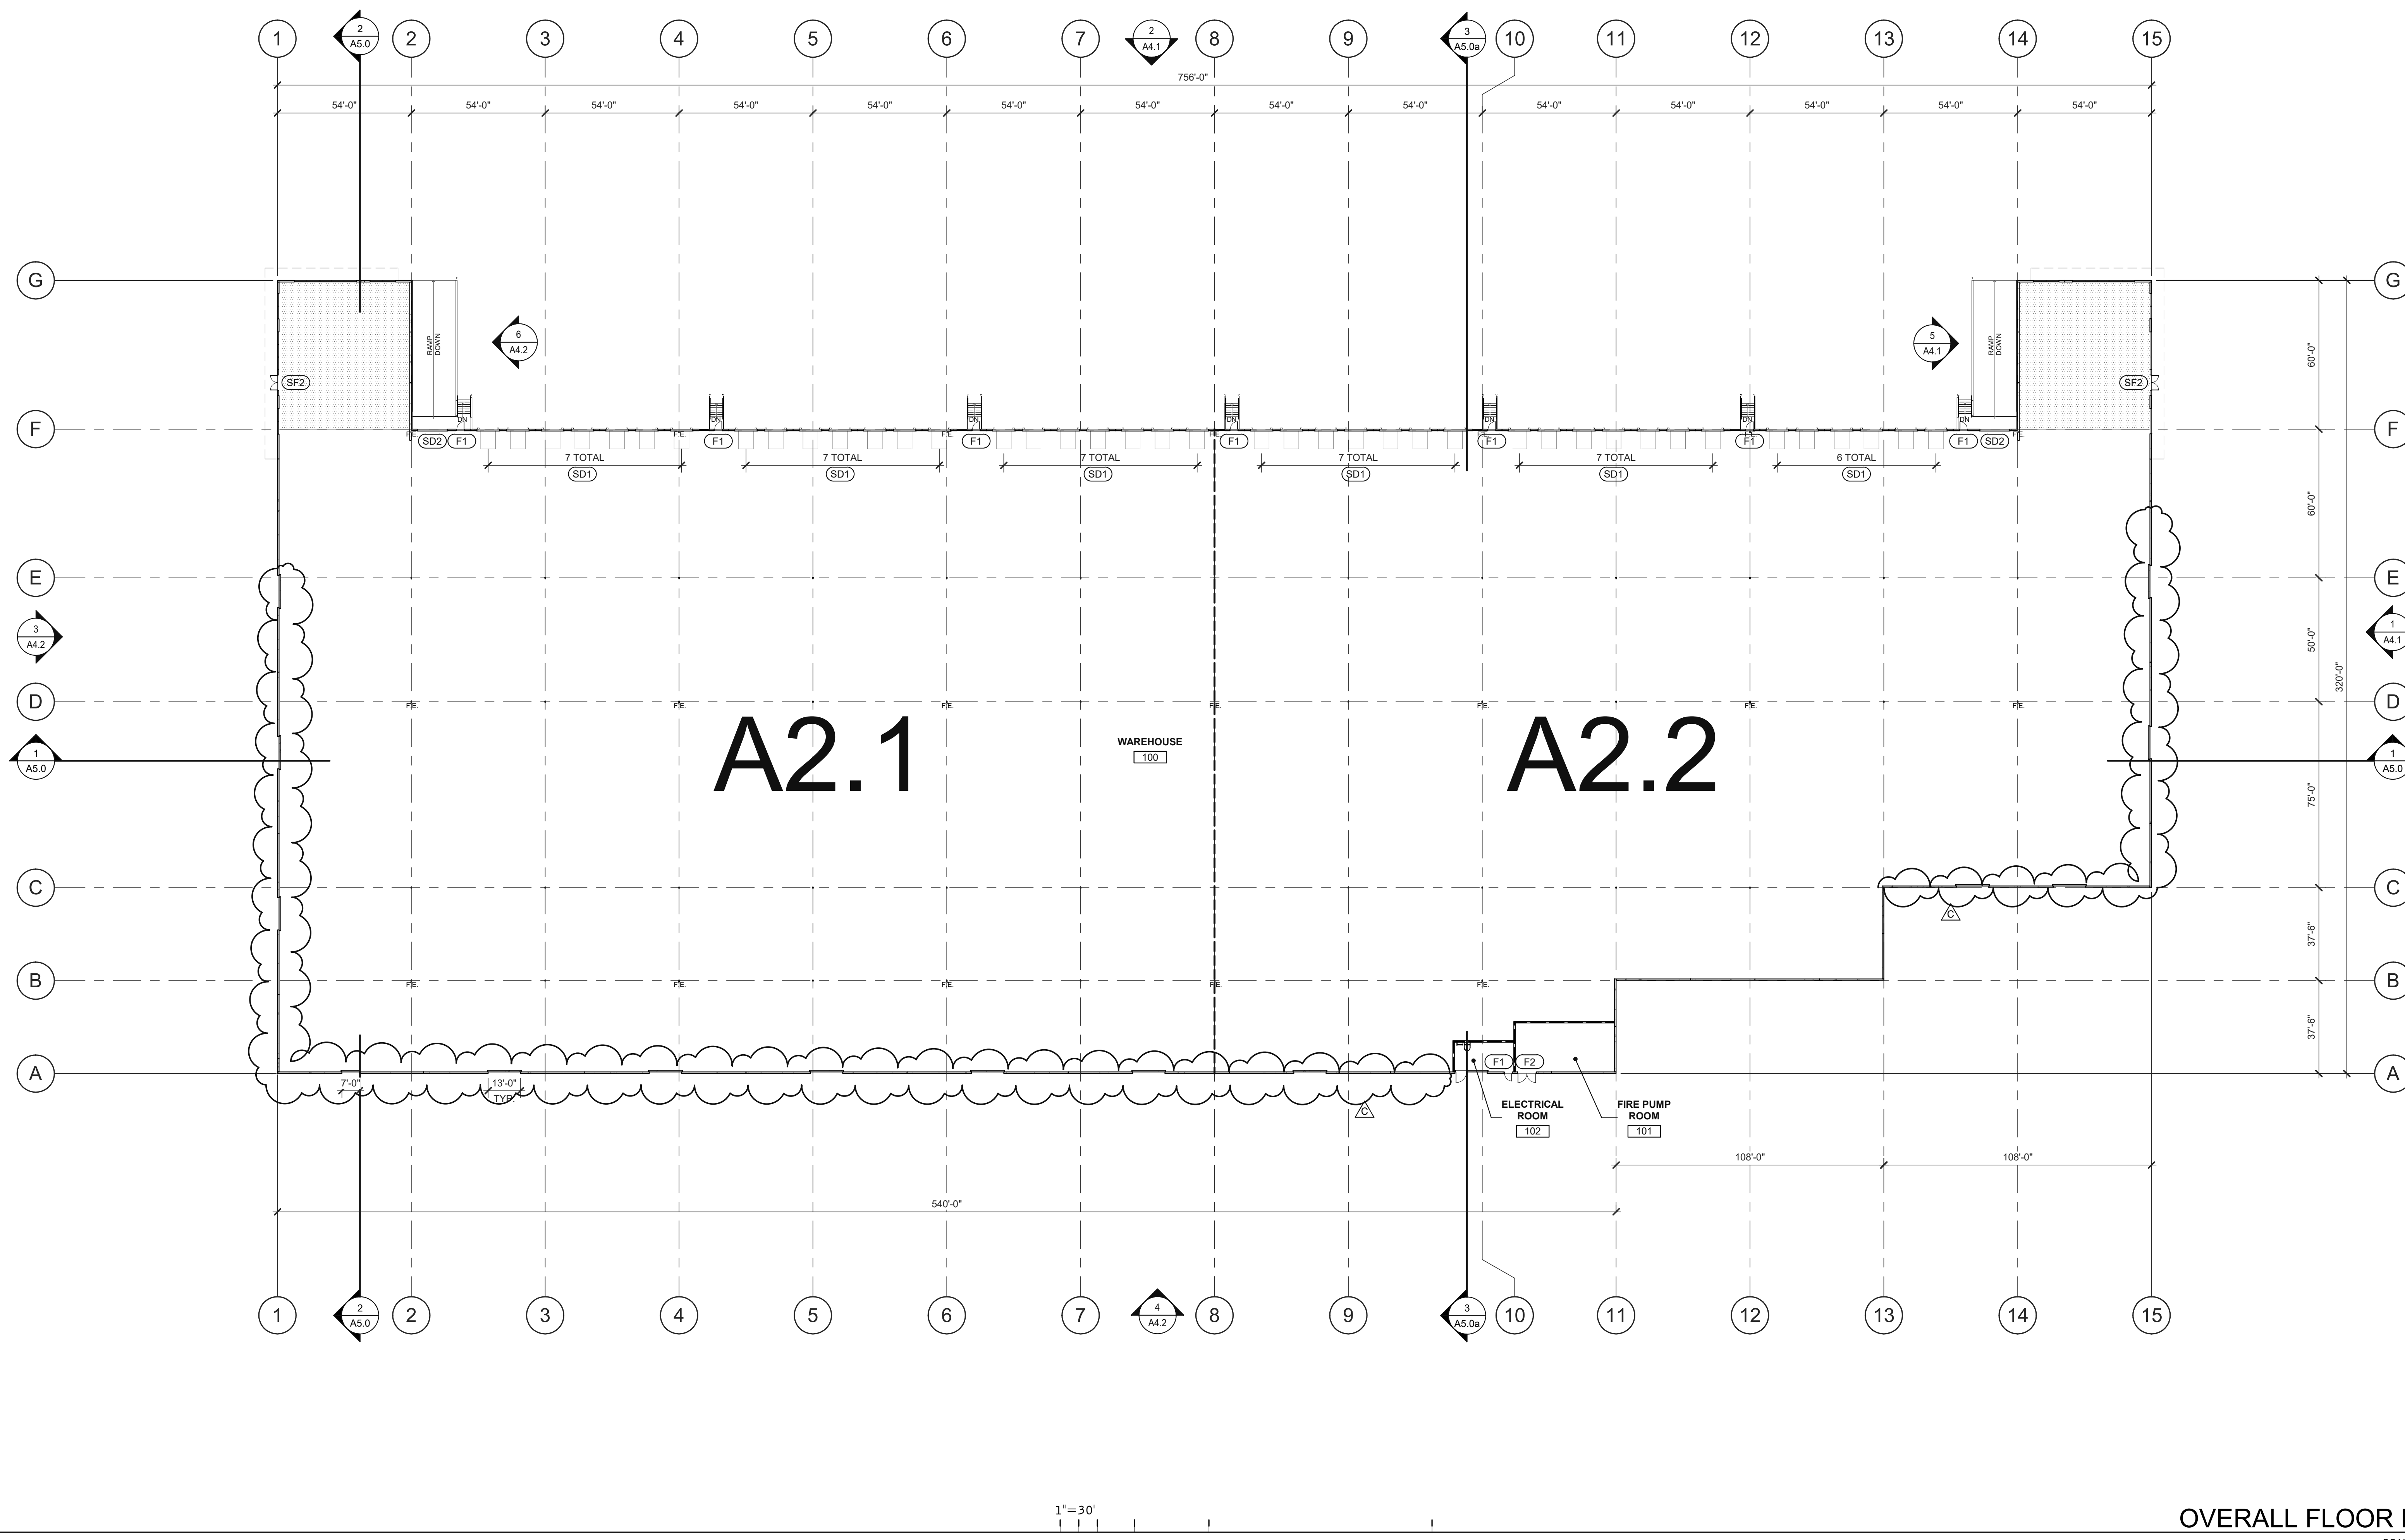 1 2 A5.0 2 3 4 5 6 7 2 A4.1 8 9 3 A5.0a 10 11 12 13 14 15
756'-0"
54'-0" 54'-0" 54'-0" 54'-0" 54'-0" 54'-0" 54'-0" 54'-0" 54'-0" 54'-0" 54'-0" 54'-0" 54'-0" 54'-0"
G G
RAMP
DOWN
6
A4.2
5
A4.1
RAMP
DOWN
60'-0"
SF2 SF2
DN DN DN DN DN DN DN
F F
F.E. F.E. F.E. F.E. F.E. F.E. F.E.
SD2 F1 F1 F1 F1 F1 F1 F1 SD2
7 TOTAL 7 TOTAL 7 TOTAL 7 TOTAL 7 TOTAL 6 TOTAL
SD1 SD1 SD1 SD1 SD1 SD1
60'-0"
E E
3
A4.2
1
A4.1
50'-0"
320'-0"
D D
F.E. F.E. F.E. F.E. F.E. F.E. F.E.
A2.1
WAREHOUSE
100
A2.2
1
A5.0
1
A5.0
75'-0"
C C
C
37'-6"
B B
F.E. F.E. F.E. F.E. F.E.
37'-6"
F1 F2
A A
7'-0" 13'-0"
TYP.
C
ELECTRICAL
ROOM
102
FIRE PUMP
ROOM
101
108'-0" 108'-0"
540'-0"
1 2 A5.0 2 3 4 5 6 7 4 A4.2 8 9 3 A5.0a 10 11 12 13 14 15
1"=30'
OVERALL FLOOR